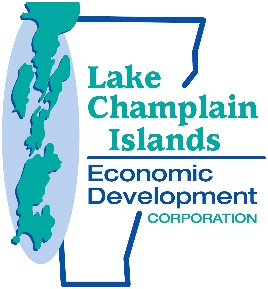 Lake
Champlain
Islands
Economic
Development
CORPORATION